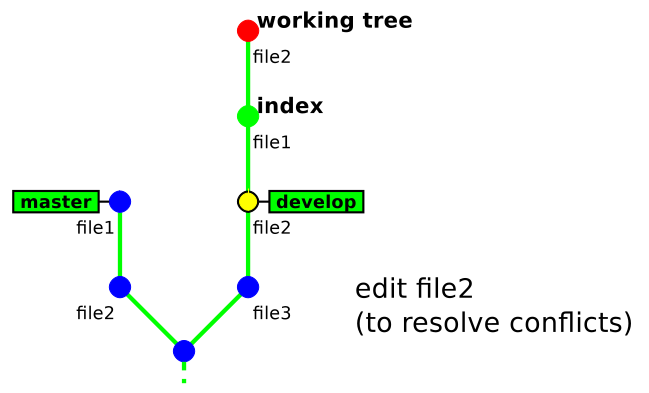 working tree
file2
index
file1
master
develop
file1
file2
edit file2
(to resolve conflicts)
file2
file3